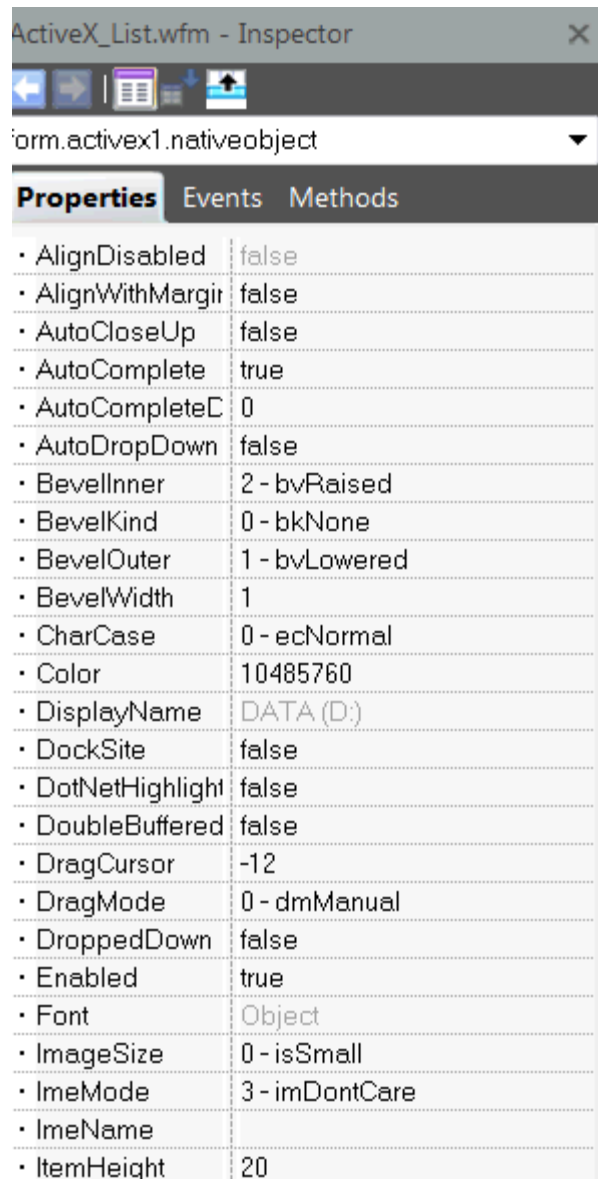 ActiveX_List.wfm - Inspector
form.activex1.nativeobject
Properties Events Methods
AlignDisabled false
AlignWithMargin false
AutoCloseUp false
AutoComplete true
AutoCompleteD 0
AutoDropDown false
BevelInner 2 - bvRaised
BevelKind 0 - bkNone
BevelOuter 1 - bvLowered
BevelWidth 1
CharCase 0 - ecNormal
Color 10485760
DisplayName DATA (D:)
DockSite false
DotNetHighlight false
DoubleBuffered false
DragCursor -12
DragMode 0 - dmManual
DroppedDown false
Enabled true
Font Object
ImageSize 0 - isSmall
ImeMode 3 - imDontCare
ImeName
ItemHeight 20